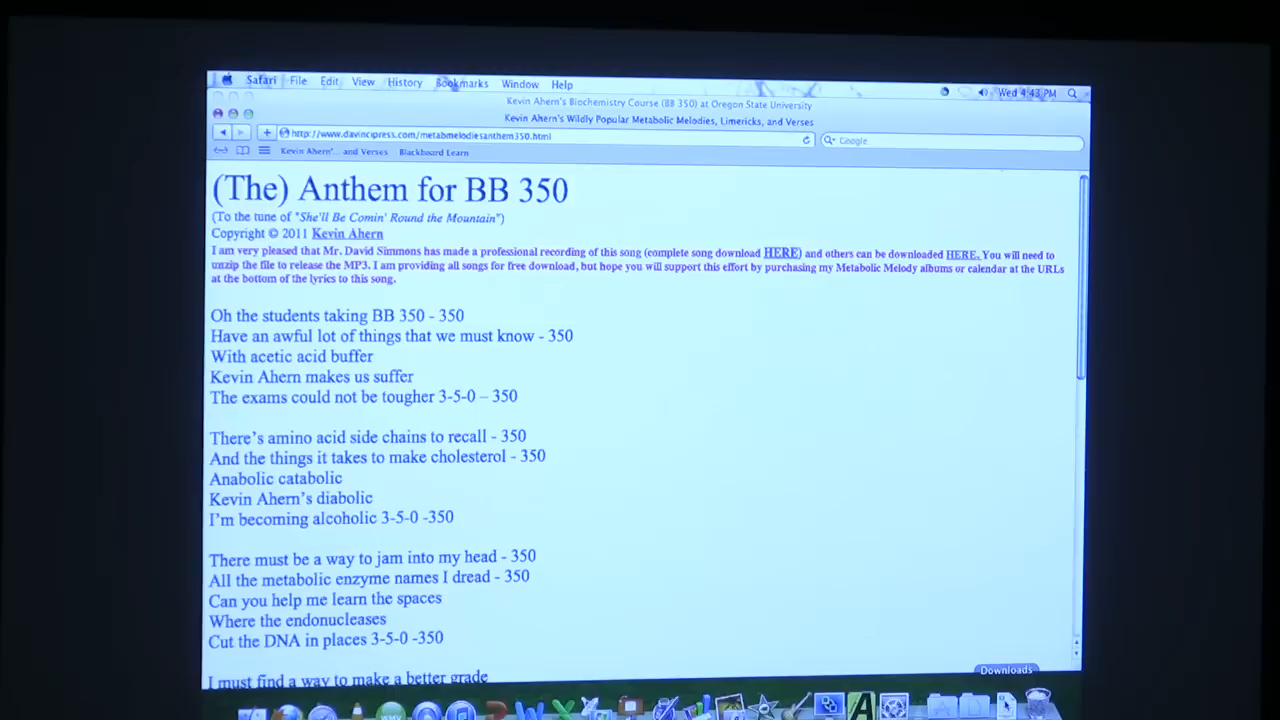 Safari File Edit View History Bookmarks Window Help Wed 4:43 PM
Kevin Ahern's Biochemistry Course (BB 350) at Oregon State University
Kevin Ahern's Wildly Popular Metabolic Melodies, Limericks, and Verses
http://www.davincipress.com/metabmelodiesanthem350.html Google
Kevin Ahern'... and Verses Blackboard Learn
(The) Anthem for BB 350
(To the tune of "She'll Be Comin' Round the Mountain")
Copyright © 2011 Kevin Ahern
I am very pleased that Mr. David Simmons has made a professional recording of this song (complete song download HERE) and others can be downloaded HERE. You will need to
unzip the file to release the MP3. I am providing all songs for free download, but hope you will support this effort by purchasing my Metabolic Melody albums or calendar at the URLs
at the bottom of the lyrics to this song.
Oh the students taking BB 350 - 350
Have an awful lot of things that we must know - 350
With acetic acid buffer
Kevin Ahern makes us suffer
The exams could not be tougher 3-5-0 – 350
There's amino acid side chains to recall - 350
And the things it takes to make cholesterol - 350
Anabolic catabolic
Kevin Ahern's diabolic
I'm becoming alcoholic 3-5-0 -350
There must be a way to jam into my head - 350
All the metabolic enzyme names I dread - 350
Can you help me learn the spaces
Where the endonucleases
Cut the DNA in places 3-5-0 -350
I must find a way to make a better grade
Downloads